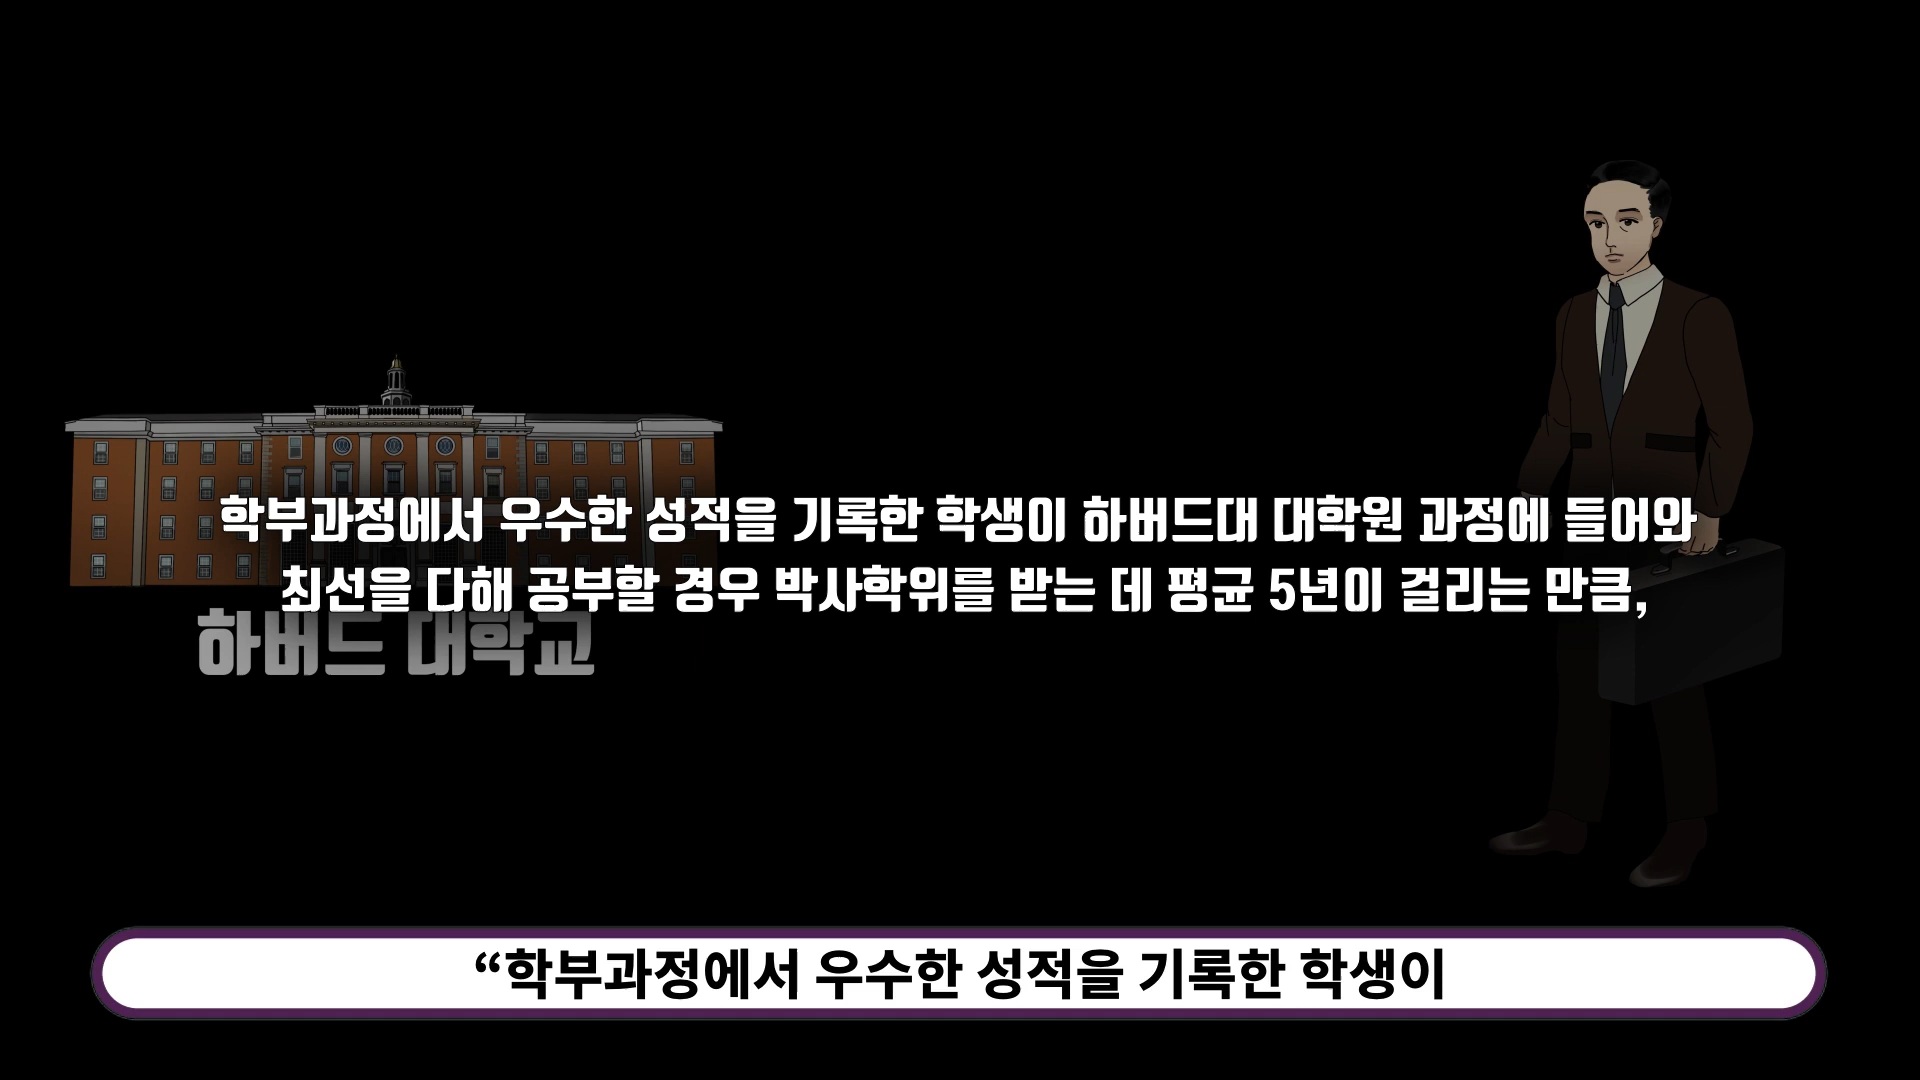 학부과정에서 우수한 성적을 기록한 학생이 하버드대 대학원 과정에 들어와
최선을 다해 공부할 경우 박사학위를 받는 데 평균 5년이 걸리는 만큼,
하버드 대학교
“학부과정에서 우수한 성적을 기록한 학생이